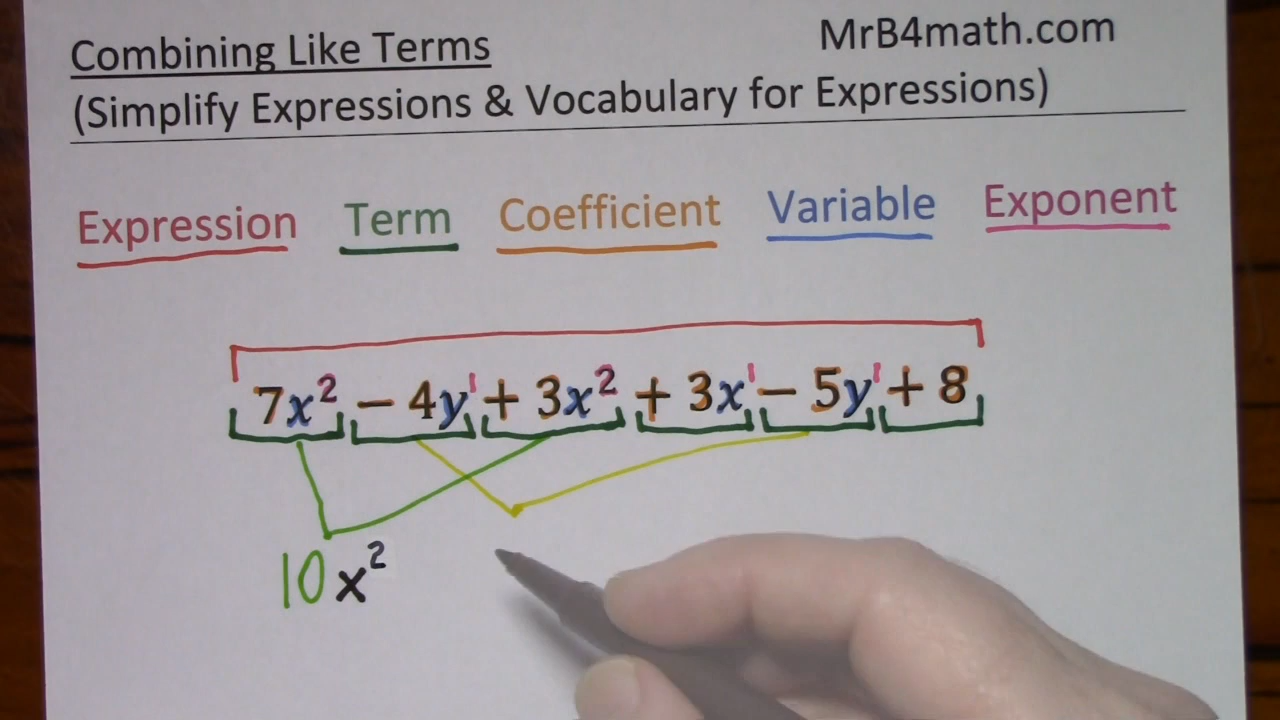 Combining Like Terms MrB4math.com
(Simplify Expressions & Vocabulary for Expressions)
Expression Term Coefficient Variable Exponent
7x² − 4y¹ + 3x² + 3x¹ − 5y¹ + 8
10x²